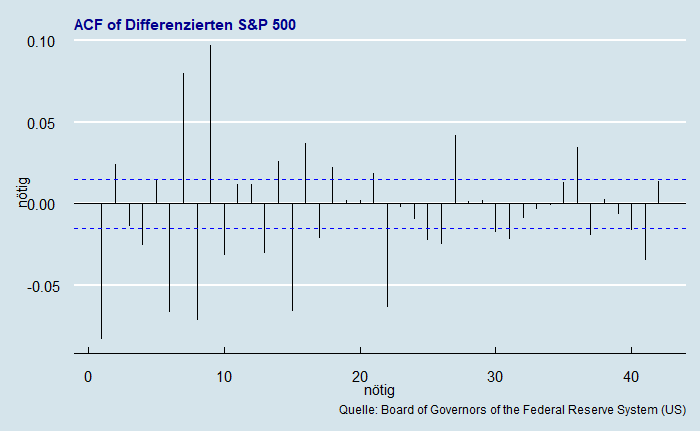 ACF of Differenzierten S&P 500
0.10
0.05
0.00
-0.05
nötig
0 10 20 30 40
nötig
Quelle: Board of Governors of the Federal Reserve System (US)